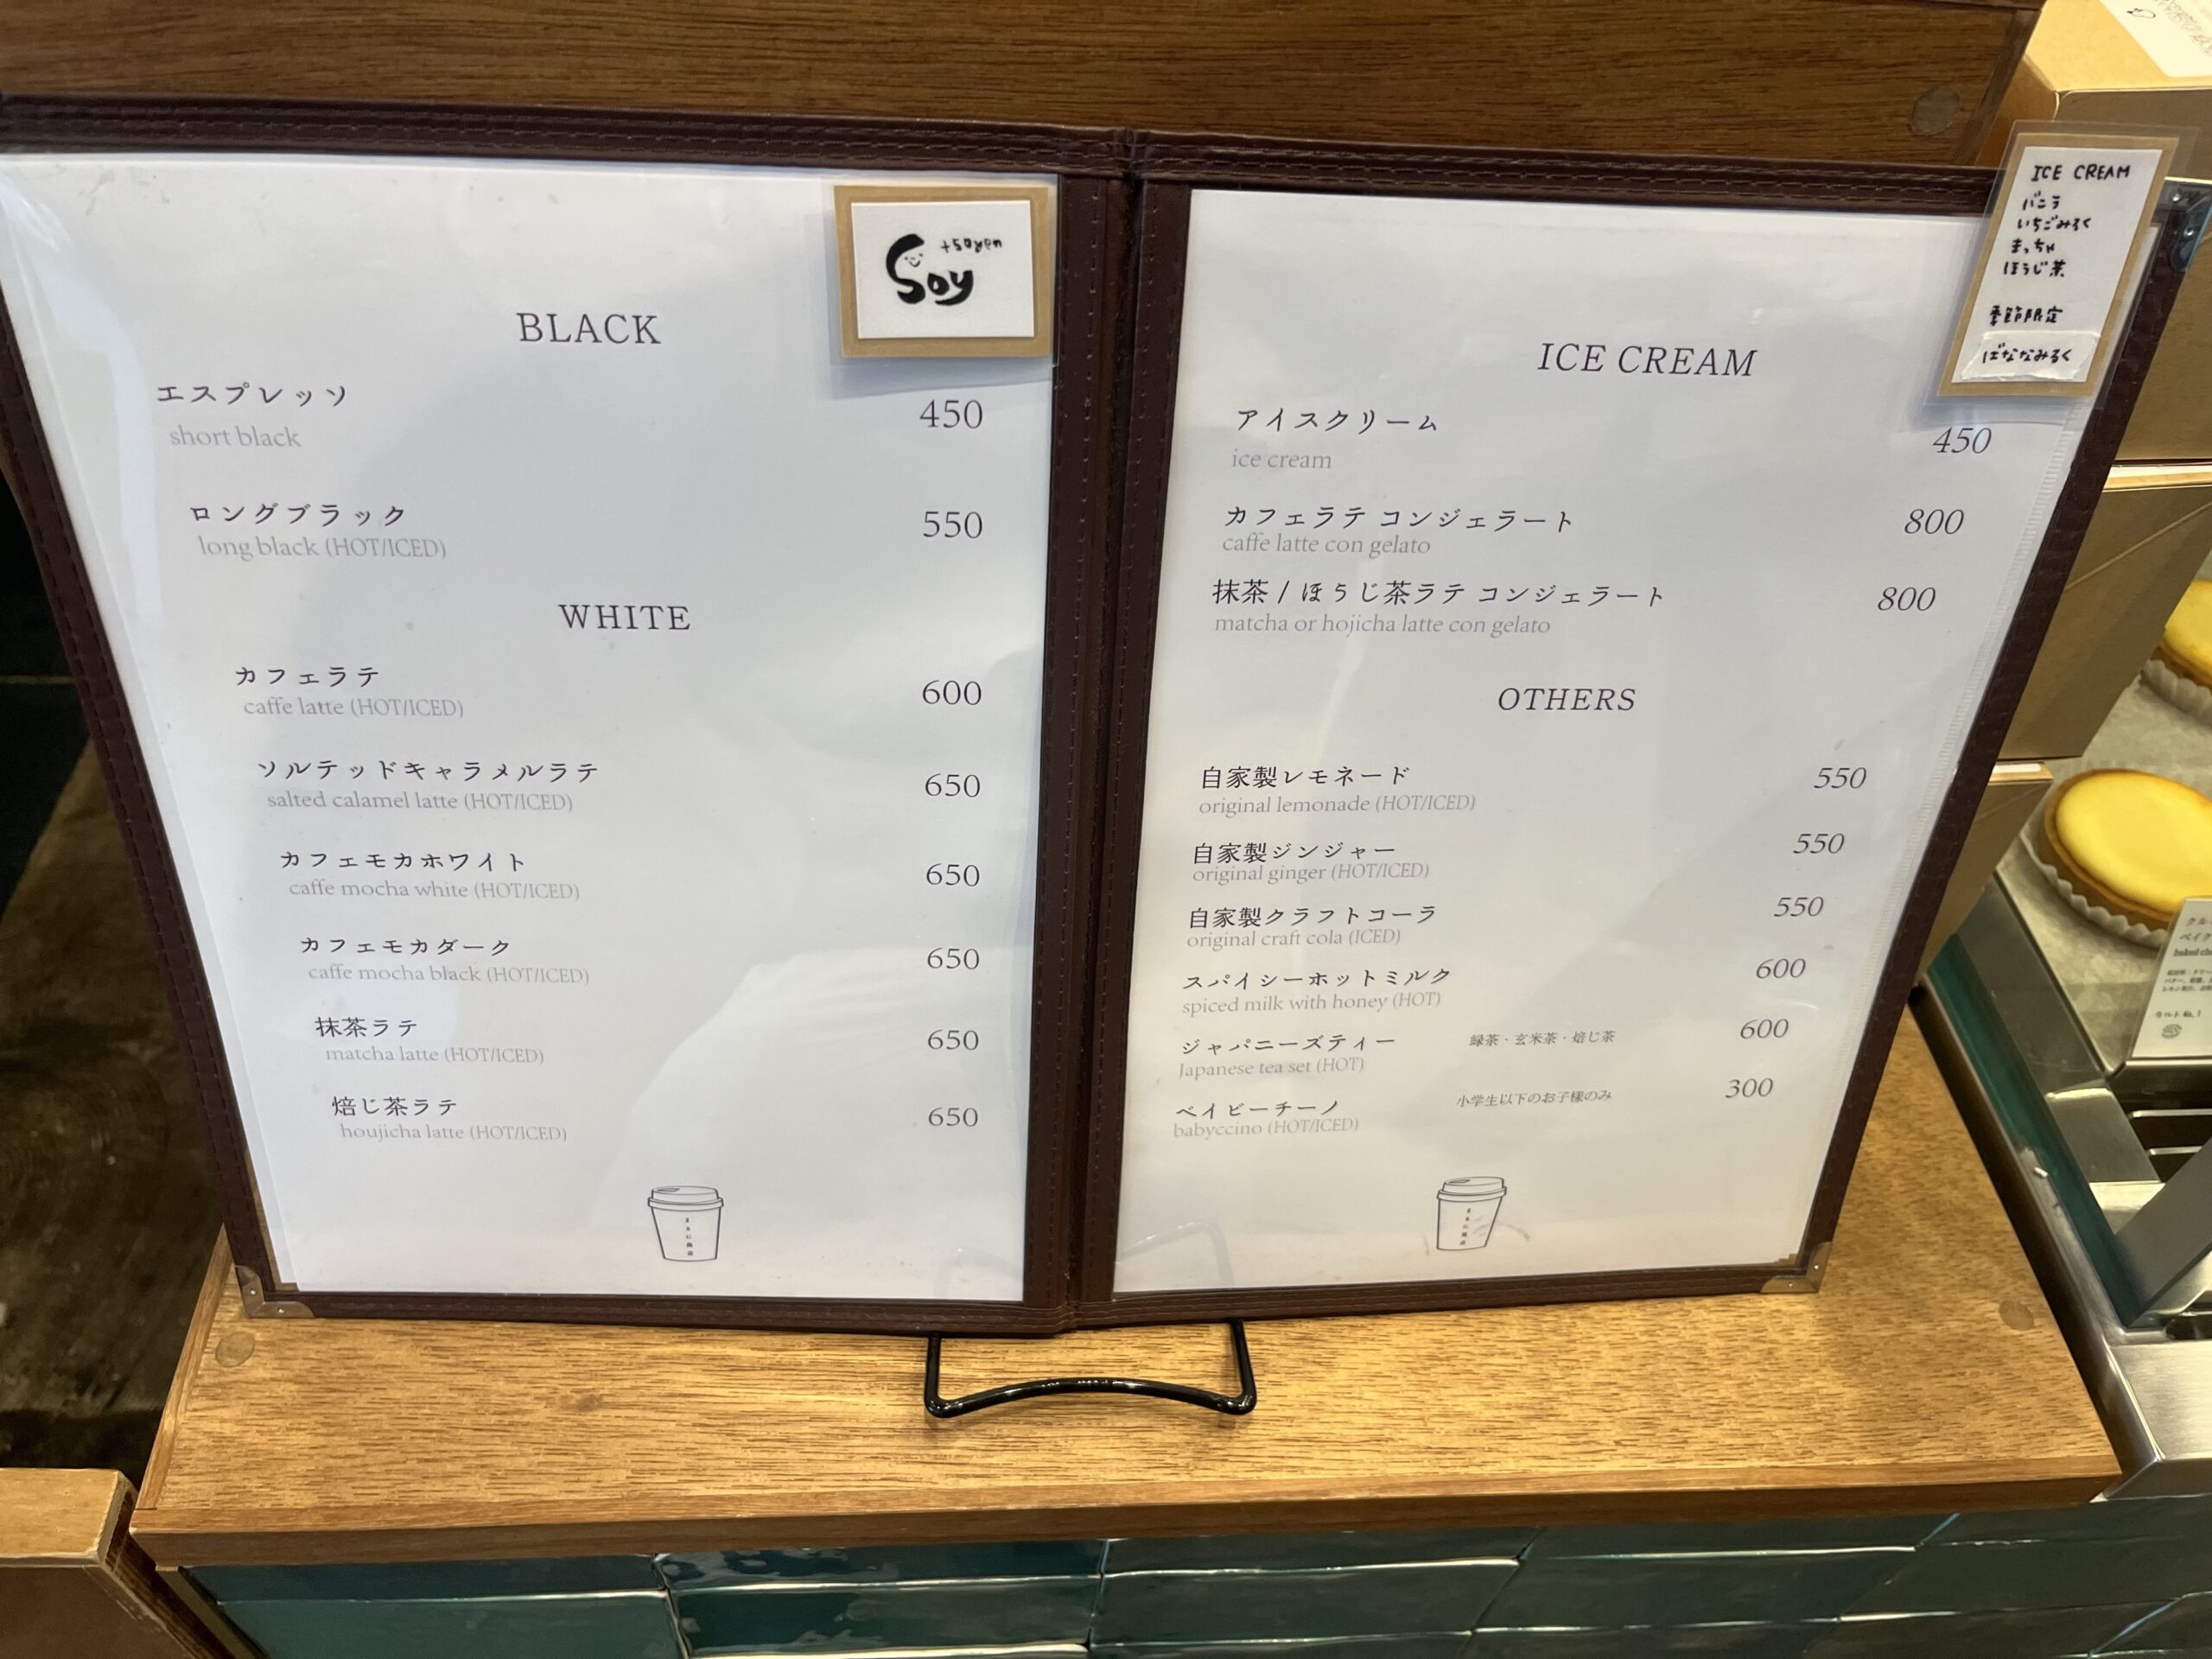 Soy
+50yen
BLACK
エスプレッソ 450
short black
ロングブラック 550
long black (HOT/ICED)
WHITE
カフェラテ 600
caffe latte (HOT/ICED)
ソルテッドキャラメルラテ 650
salted calamel latte (HOT/ICED)
カフェモカホワイト 650
caffe mocha white (HOT/ICED)
カフェモカダーク 650
caffe mocha black (HOT/ICED)
抹茶ラテ 650
matcha latte (HOT/ICED)
焙じ茶ラテ 650
houjicha latte (HOT/ICED)
ICE CREAM
バニラ
いちごみるく
まっちゃ
ほうじ茶
季節限定
ばななみるく
ICE CREAM
アイスクリーム 450
ice cream
カフェラテ コンジェラート 800
caffe latte con gelato
抹茶 / ほうじ茶ラテ コンジェラート 800
matcha or hojicha latte con gelato
OTHERS
自家製レモネード 550
original lemonade (HOT/ICED)
自家製ジンジャー 550
original ginger (HOT/ICED)
自家製クラフトコーラ 550
original craft cola (ICED)
スパイシーホットミルク 600
spiced milk with honey (HOT)
ジャパニーズティー 緑茶・玄米茶・焙じ茶 600
Japanese tea set (HOT)
ベイビーチーノ 小学生以下のお子様のみ 300
babyccino (HOT/ICED)
タルト No.1